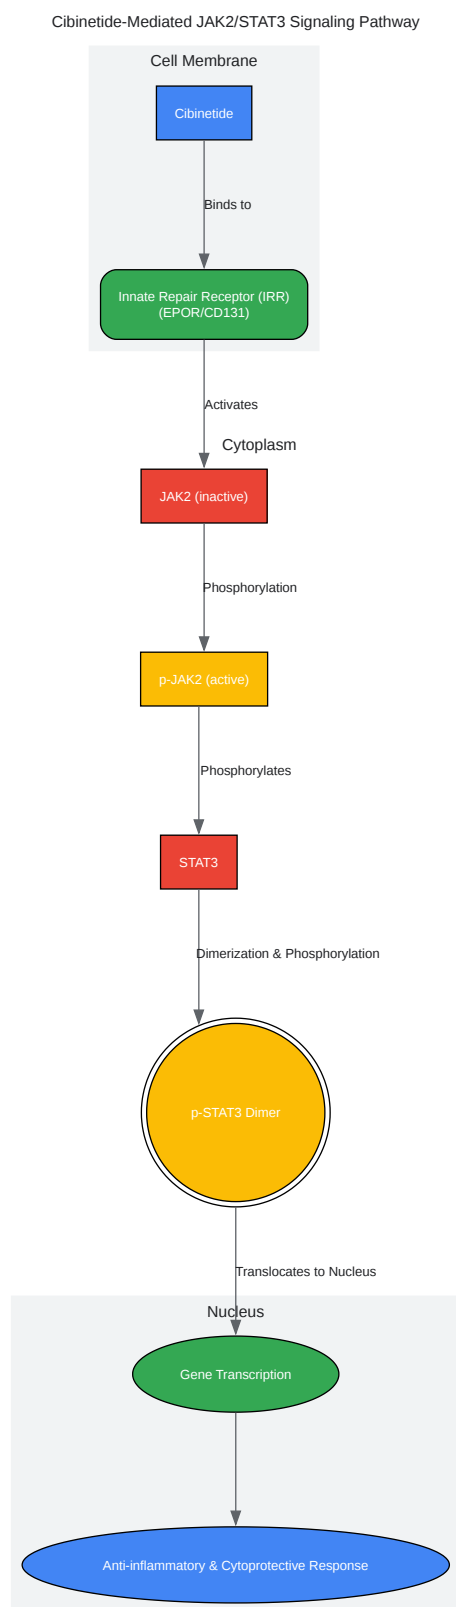 Cibinetide-Mediated JAK2/STAT3 Signaling Pathway
Cell Membrane
Cibinetide
Binds to
Innate Repair Receptor (IRR)
(EPOR/CD131)
Activates
Cytoplasm
JAK2 (inactive)
Phosphorylation
p-JAK2 (active)
Phosphorylates
STAT3
Dimerization & Phosphorylation
p-STAT3 Dimer
Translocates to Nucleus
Nucleus
Gene Transcription
Anti-inflammatory & Cytoprotective Response